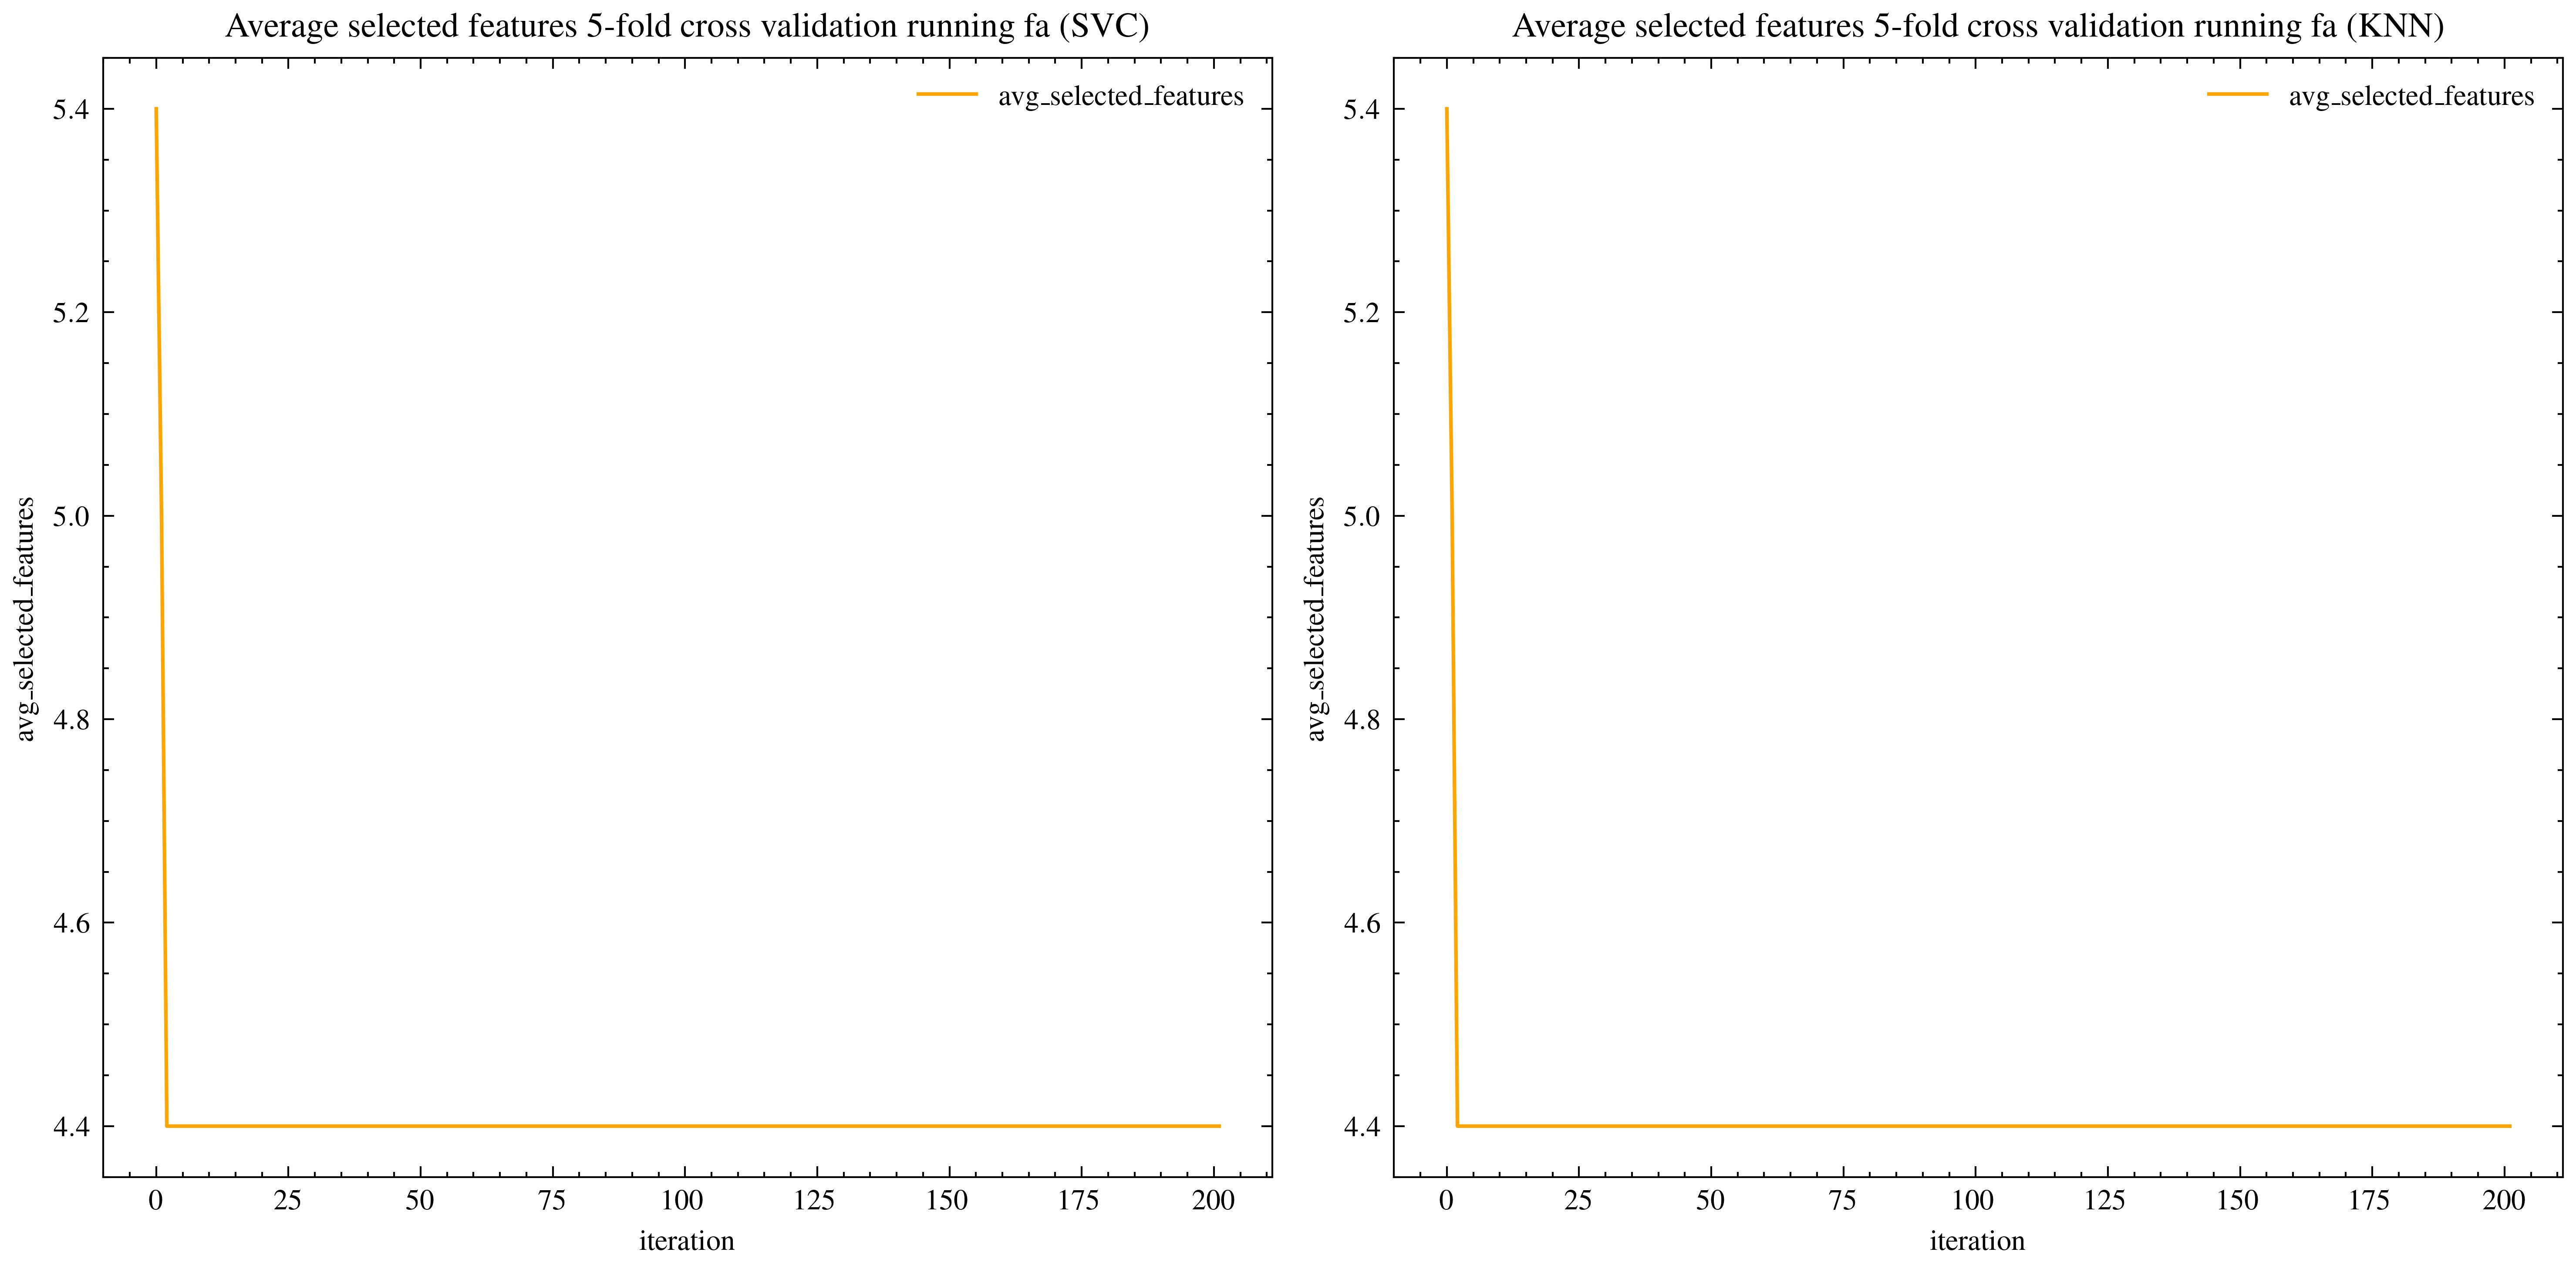 Average selected features 5-fold cross validation running fa (SVC)
avg_selected_features
5.4
5.2
5.0
4.8
4.6
4.4
avg_selected_features
0 25 50 75 100 125 150 175 200
iteration
Average selected features 5-fold cross validation running fa (KNN)
avg_selected_features
5.4
5.2
5.0
4.8
4.6
4.4
avg_selected_features
0 25 50 75 100 125 150 175 200
iteration